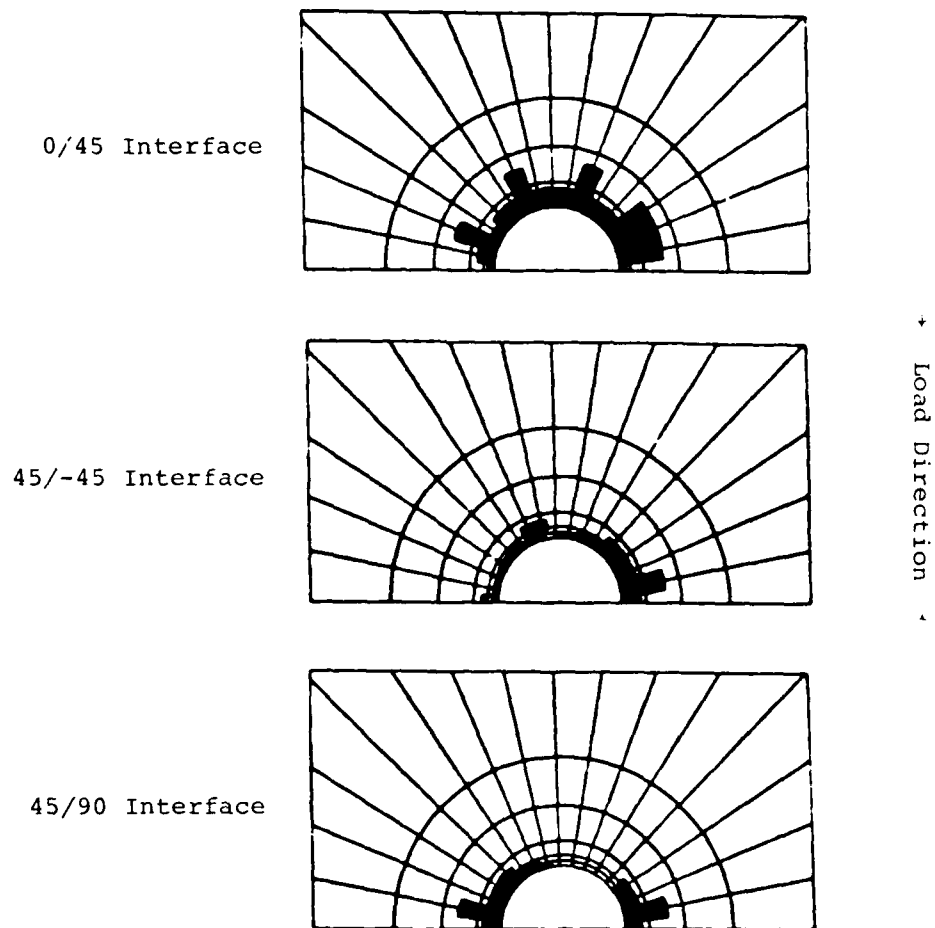 0/45 Interface
45/-45 Interface
Load Direction
45/90 Interface